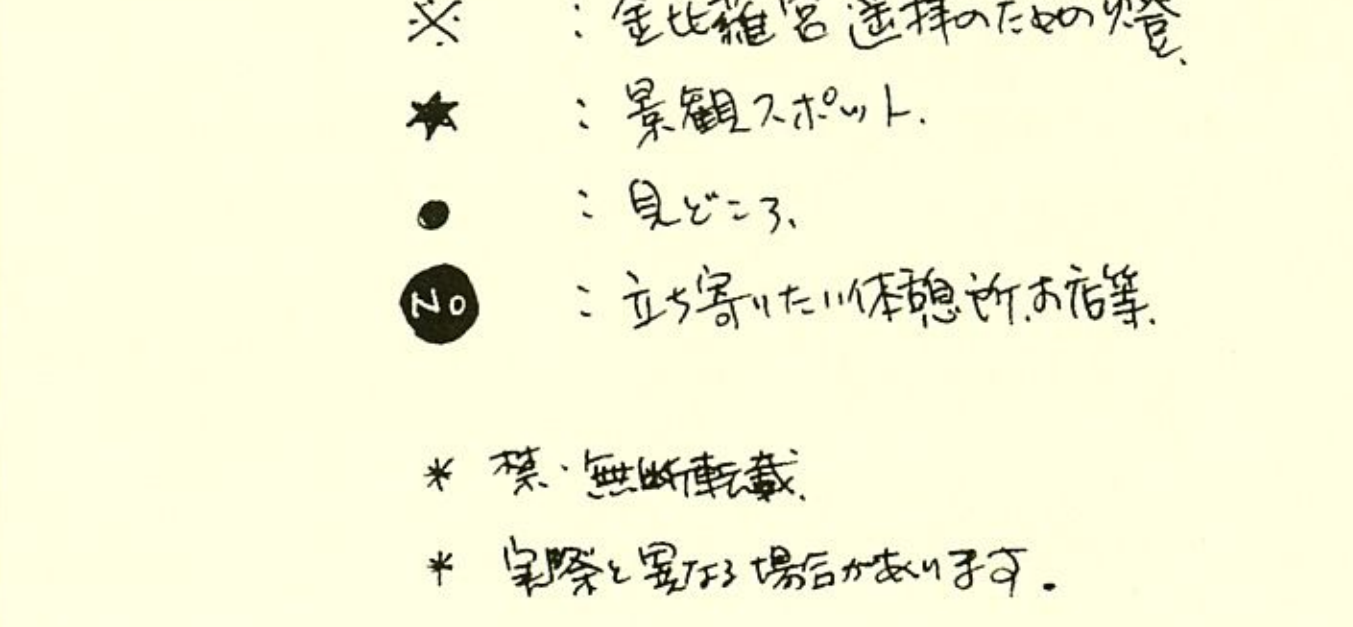 ※ : 金比羅宮遥拝のための燈、
★ : 景観スポット.
● : 見どころ、
No : 立ち寄りたい休憩所.お店等.
* 禁・無断転載.
* 実際と異なる場合があります.